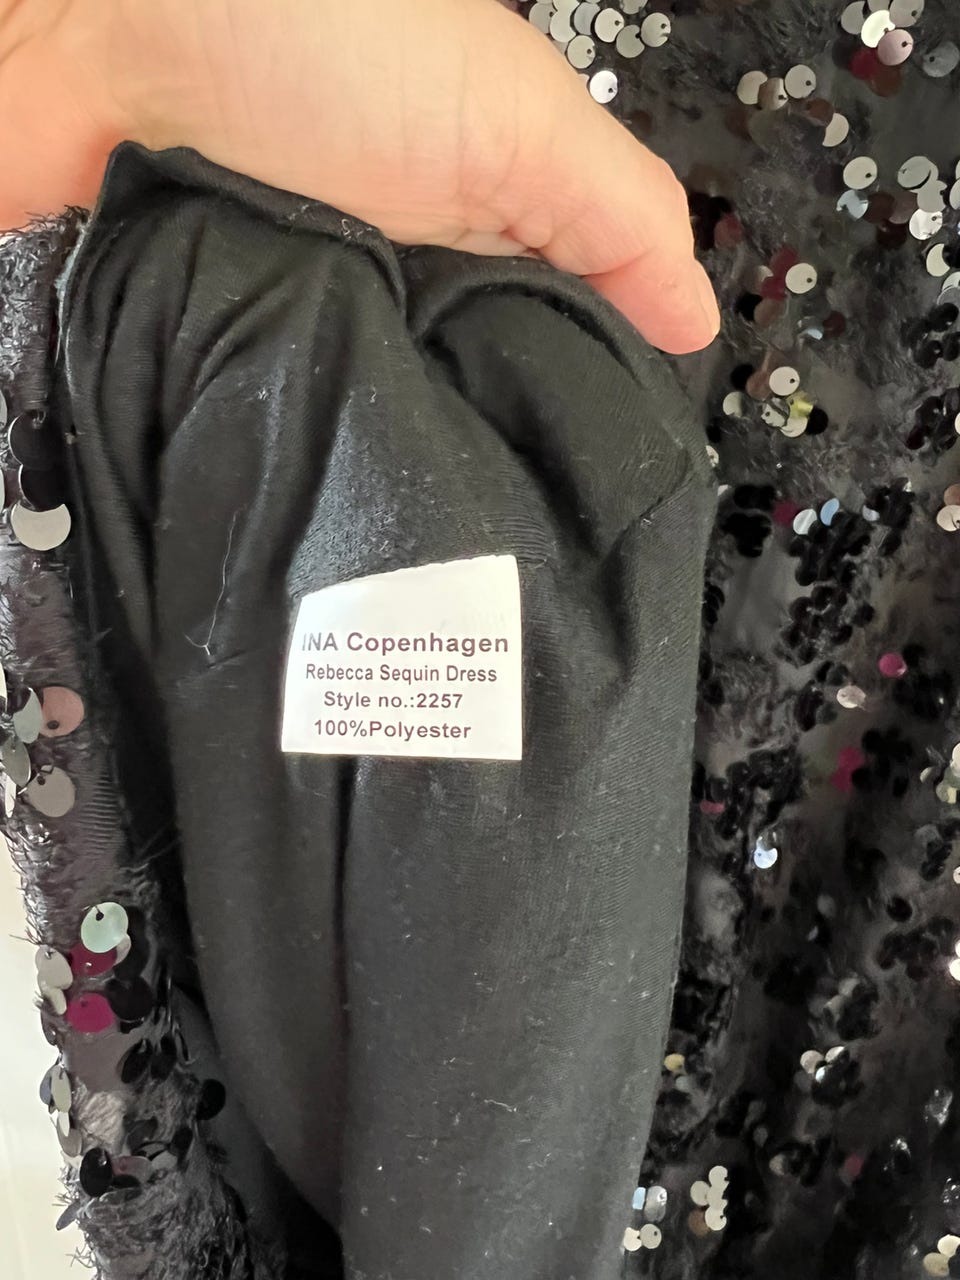 INA Copenhagen
Rebecca Sequin Dress
Style no.:2257
100%Polyester